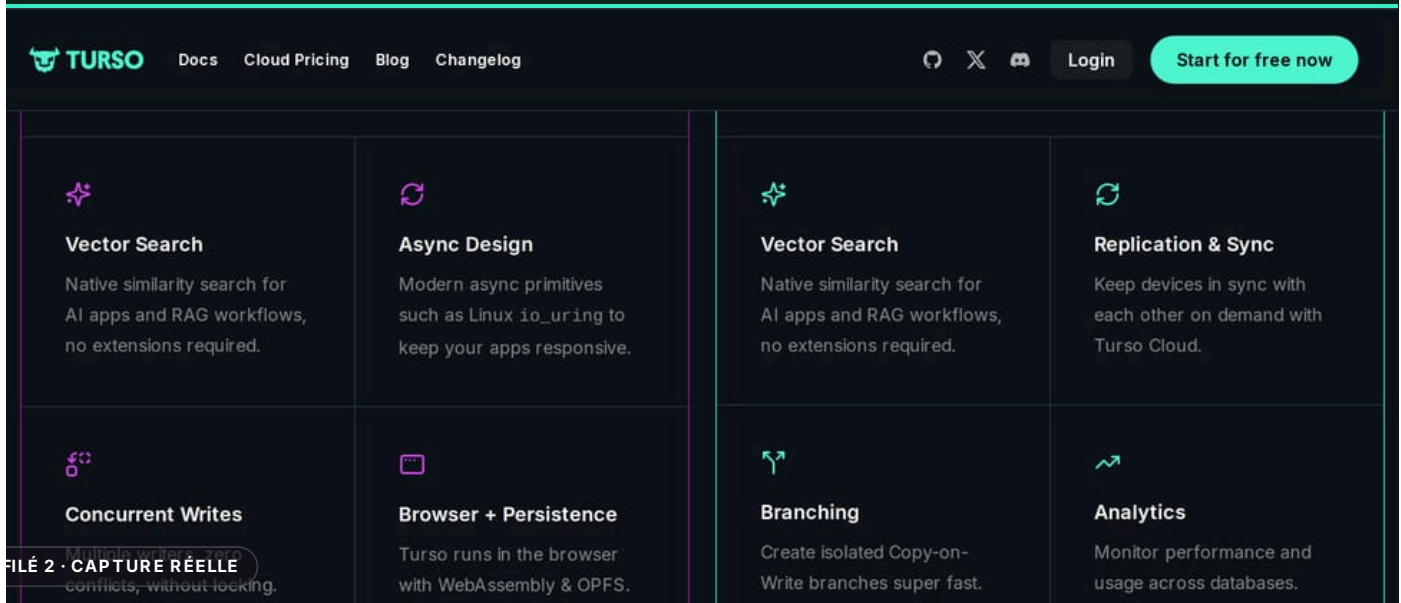 TURSO
Docs
Cloud Pricing
Blog
Changelog
Login
Start for free now
Vector Search
Native similarity search for
AI apps and RAG workflows,
no extensions required.
Async Design
Modern async primitives
such as Linux io_uring to
keep your apps responsive.
Vector Search
Native similarity search for
AI apps and RAG workflows,
no extensions required.
Replication & Sync
Keep devices in sync with
each other on demand with
Turso Cloud.
Concurrent Writes
Multiple writers, zero
conflicts, without locking.
Browser + Persistence
Turso runs in the browser
with WebAssembly & OPFS.
Branching
Create isolated Copy-on-
Write branches super fast.
Analytics
Monitor performance and
usage across databases.
FILÉ 2 · CAPTURE RÉELLE